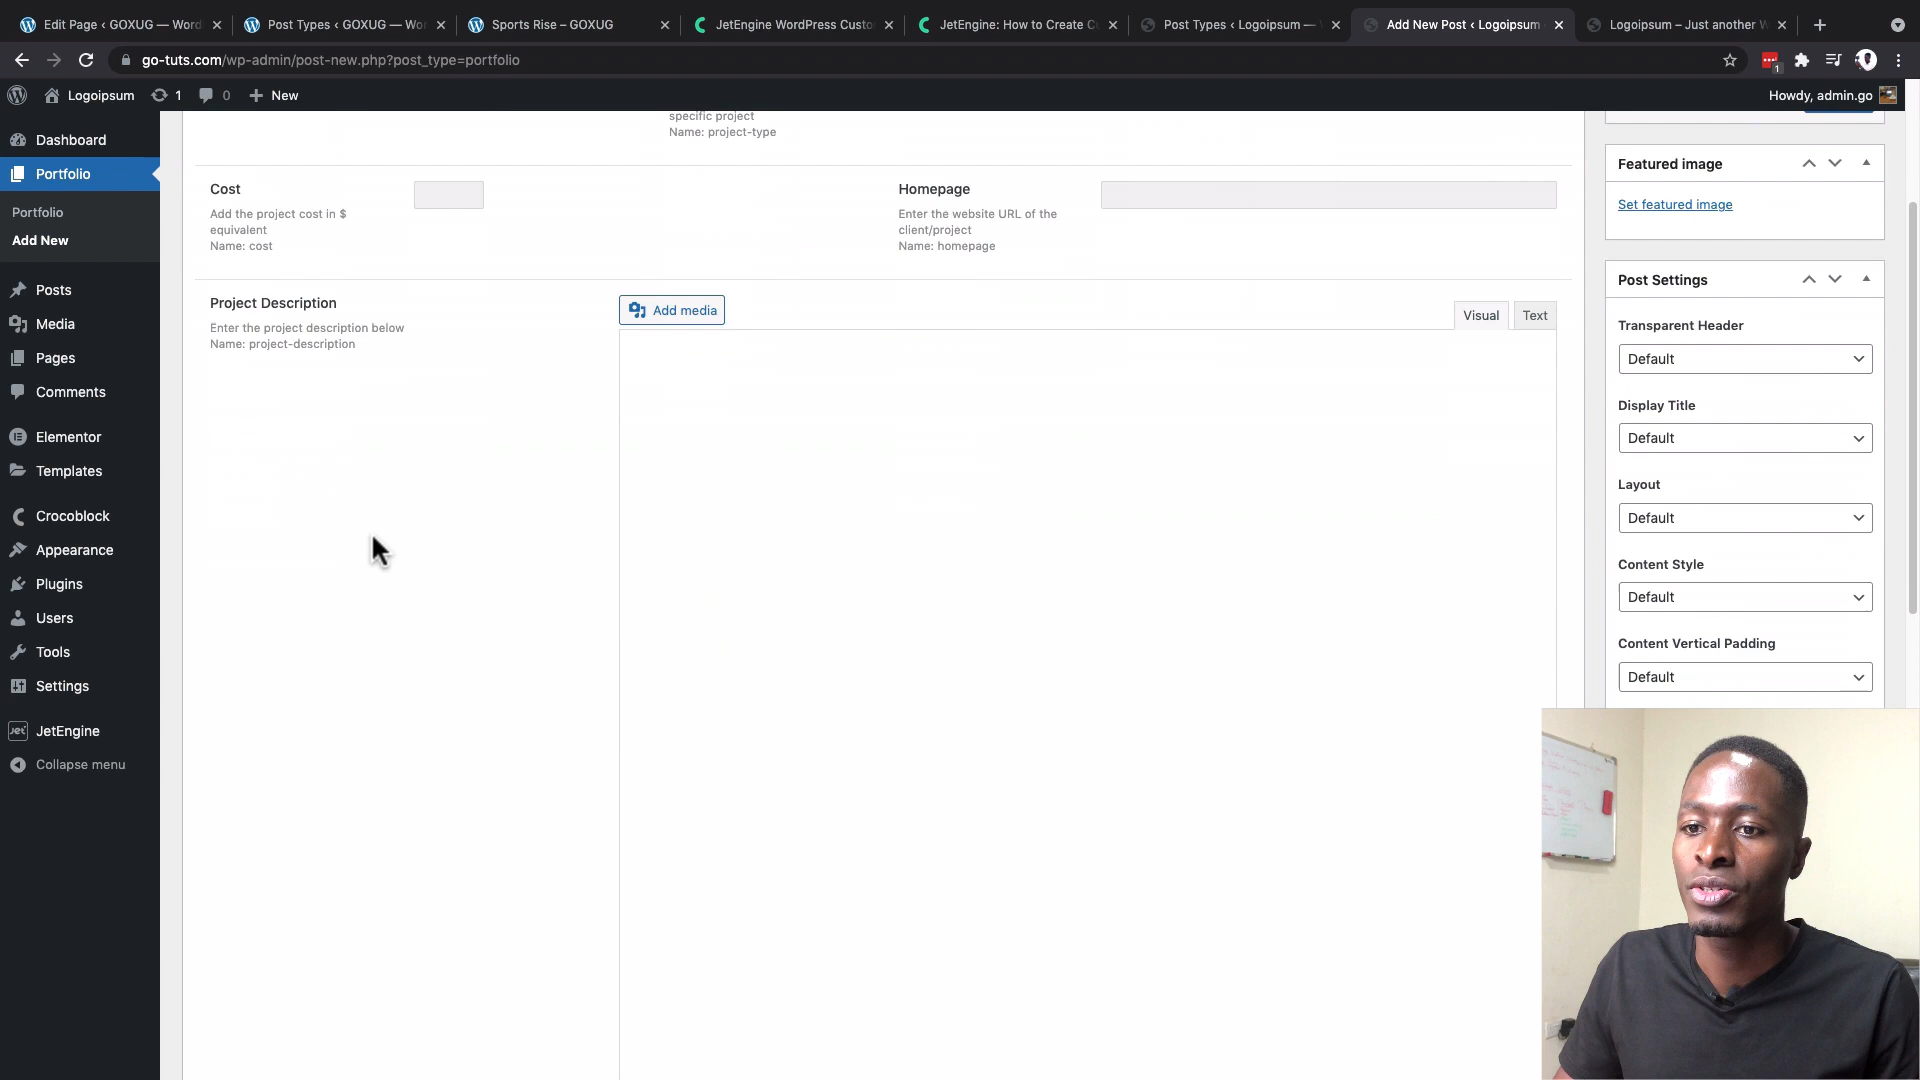 Edit Page ‹ GOXUG — Word
Post Types ‹ GOXUG — Wor
Sports Rise – GOXUG
JetEngine WordPress Custo
JetEngine: How to Create C
Post Types ‹ Logoipsum —
Add New Post ‹ Logoipsum
Logoipsum – Just another W
go-tuts.com/wp-admin/post-new.php?post_type=portfolio
1
Logoipsum
1
0
New
Howdy, admin.go
Dashboard
Portfolio
Portfolio
Add New
Posts
Media
Pages
Comments
Elementor
Templates
Crocoblock
Appearance
Plugins
Users
Tools
Settings
Jet
JetEngine
Collapse menu
specific project
Name: project-type
Cost
Add the project cost in $
equivalent
Name: cost
Homepage
Enter the website URL of the
client/project
Name: homepage
Project Description
Enter the project description below
Name: project-description
Add media
Visual
Text
Featured image
Set featured image
Post Settings
Transparent Header
Default
Display Title
Default
Layout
Default
Content Style
Default
Content Vertical Padding
Default